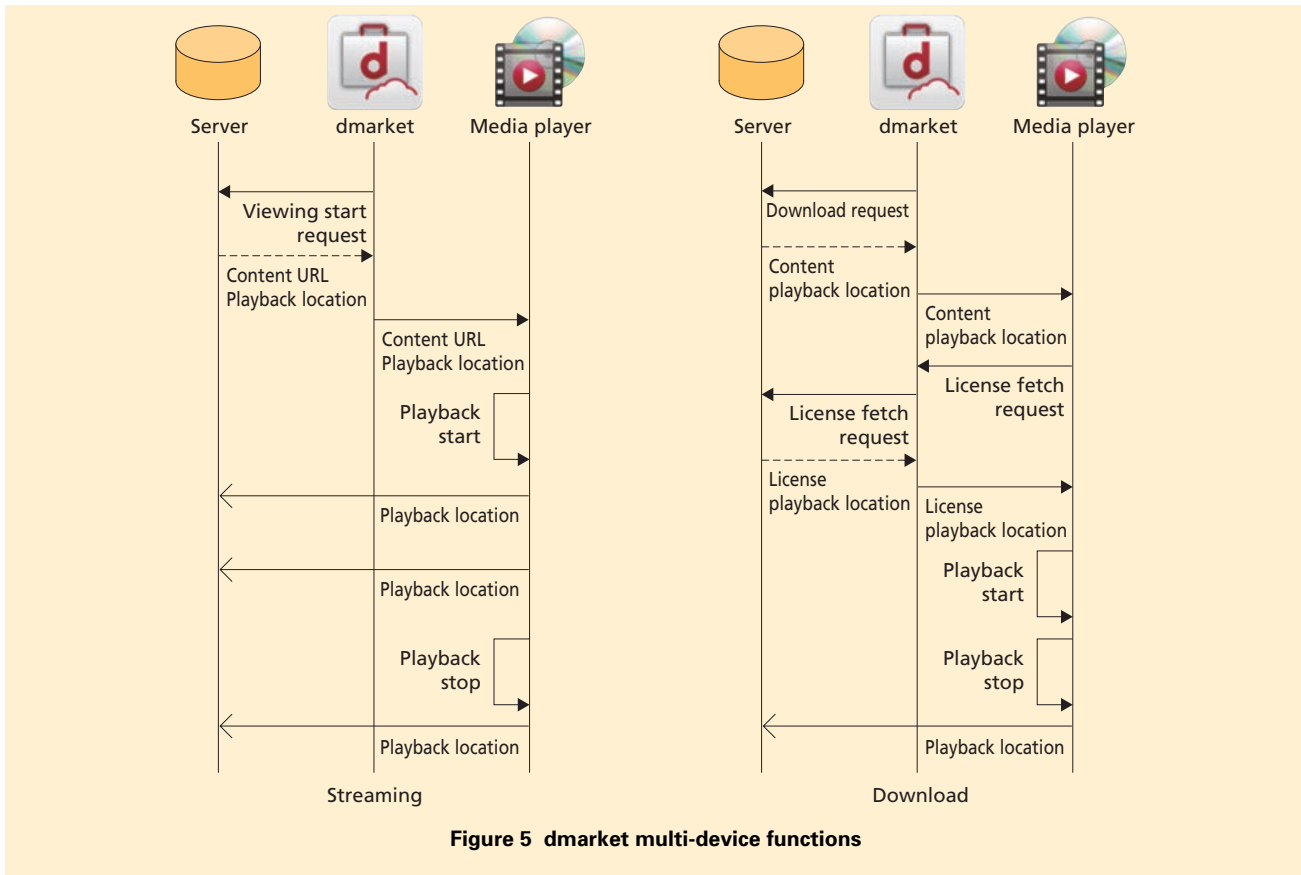 d
Server
dmarket
Media player
Viewing start
request
Content URL
Playback location
Content URL
Playback location
Playback
start
Playback location
Playback location
Playback
stop
Playback location
Streaming
d
Server
dmarket
Media player
Download request
Content
playback location
Content
playback location
License fetch
request
License fetch
request
License
playback location
License
playback location
Playback
start
Playback
stop
Playback location
Download
Figure 5 dmarket multi-device functions